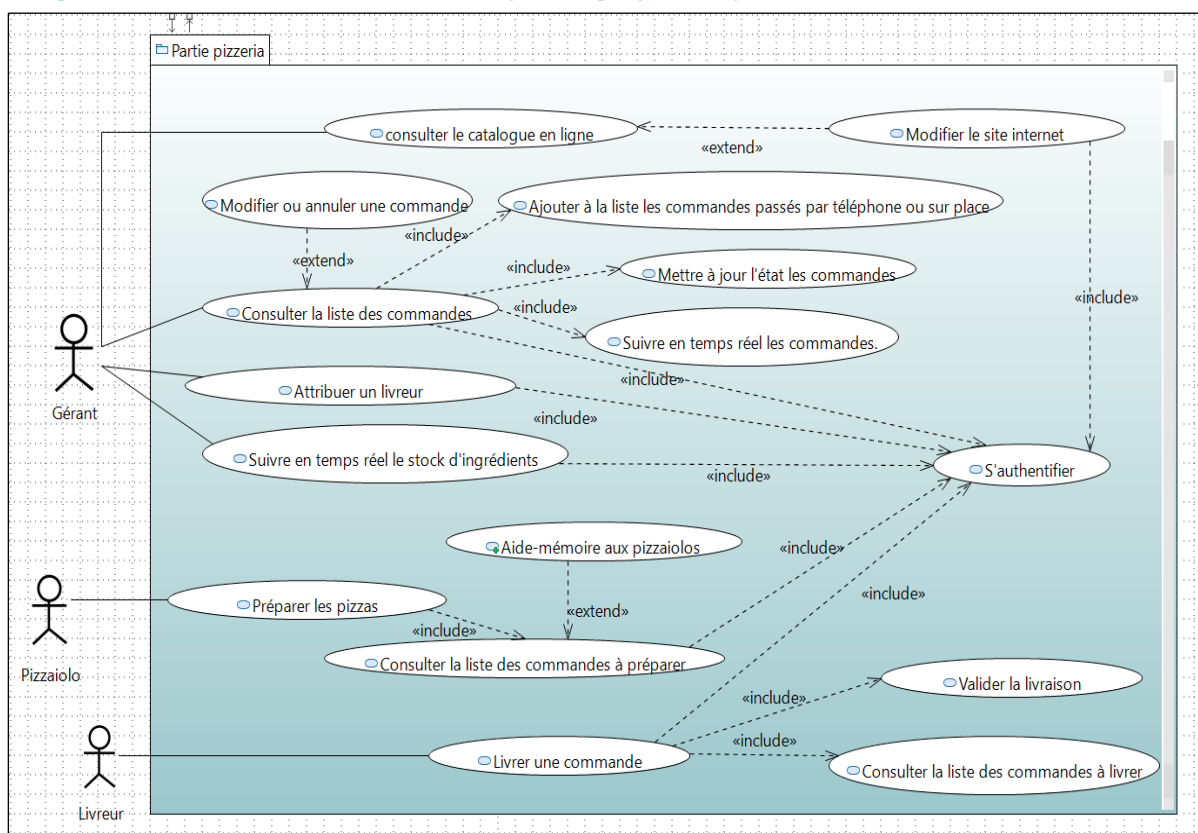 Partie pizzeria
consulter le catalogue en ligne
Modifier le site internet
«extend»
Modifier ou annuler une commande
Ajouter à la liste les commandes passés par téléphone ou sur place
«include»
«extend»
«include»
Mettre à jour l'état les commandes
«include»
Consulter la liste des commandes
«include»
Suivre en temps réel les commandes.
«include»
Attribuer un livreur
Gérant
«include»
Suivre en temps réel le stock d'ingrédients
S'authentifier
«include»
Aide-mémoire aux pizzaiolos
«include»
«include»
Préparer les pizzas
«extend»
«include»
Consulter la liste des commandes à préparer
Pizzaiolo
Valider la livraison
«include»
«include»
Livrer une commande
Consulter la liste des commandes à livrer
Livreur